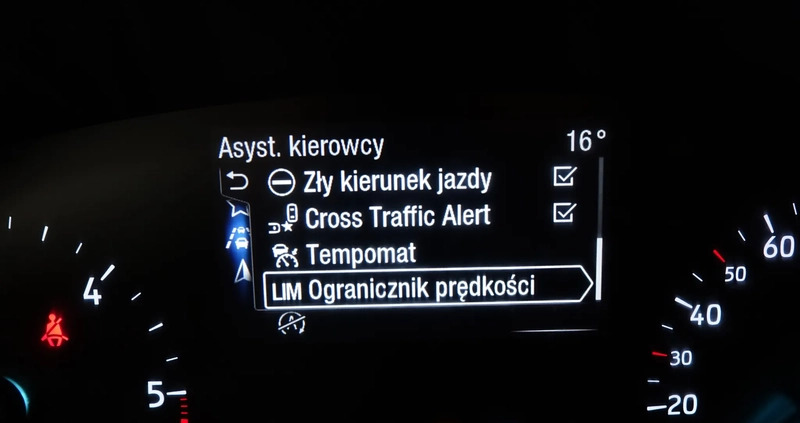 Asyst. kierowcy 16°
Zły kierunek jazdy
Cross Traffic Alert
Tempomat
LIM Ogranicznik prędkości
4
5
60
50
40
30
20